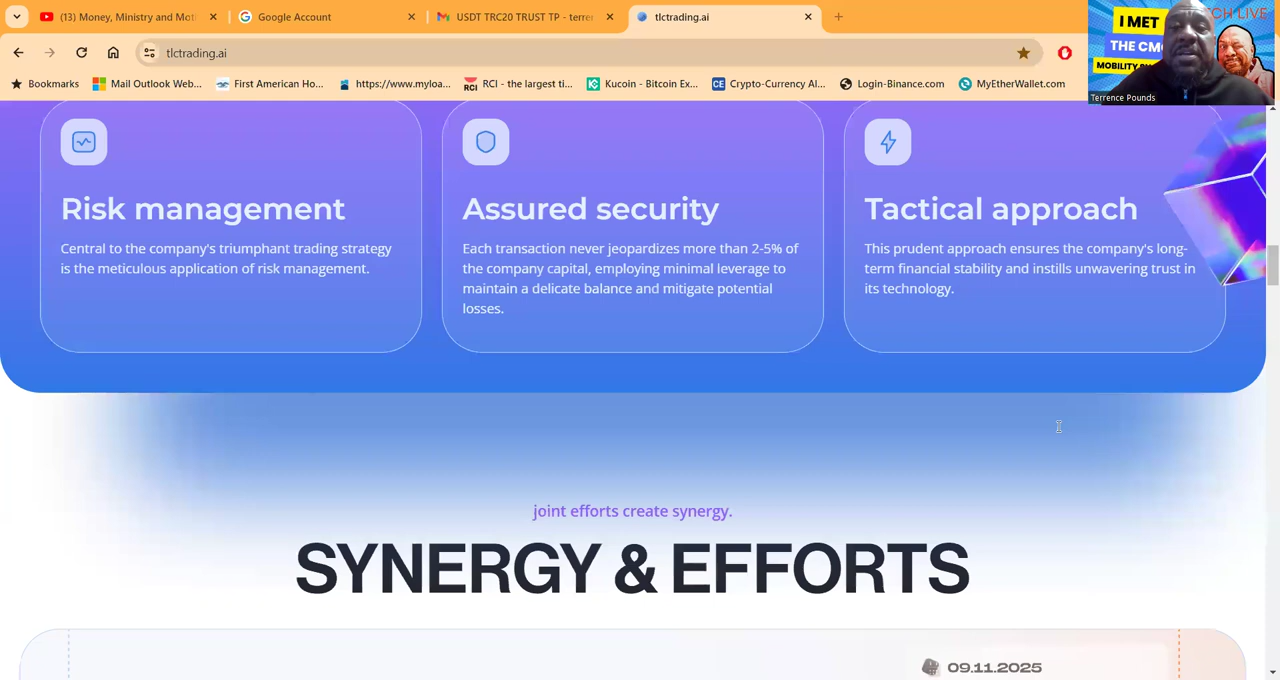 (13) Money, Ministry and Mot
Google Account
USDT TRC20 TRUST TP - terre
tlctrading.ai
tlctrading.ai
Bookmarks
Mail Outlook Web...
First American Ho...
https://www.myloa...
RCI - the largest ti...
Kucoin - Bitcoin Ex...
Crypto-Currency Al...
Login-Binance.com
MyEtherWallet.com
I MET
THE CMO
Terrence Pounds
Risk management
Central to the company's triumphant trading strategy
is the meticulous application of risk management.
Assured security
Each transaction never jeopardizes more than 2-5% of
the company capital, employing minimal leverage to
maintain a delicate balance and mitigate potential
losses.
Tactical approach
This prudent approach ensures the company's long-
term financial stability and instills unwavering trust in
its technology.
joint efforts create synergy.
SYNERGY & EFFORTS
09.11.2025